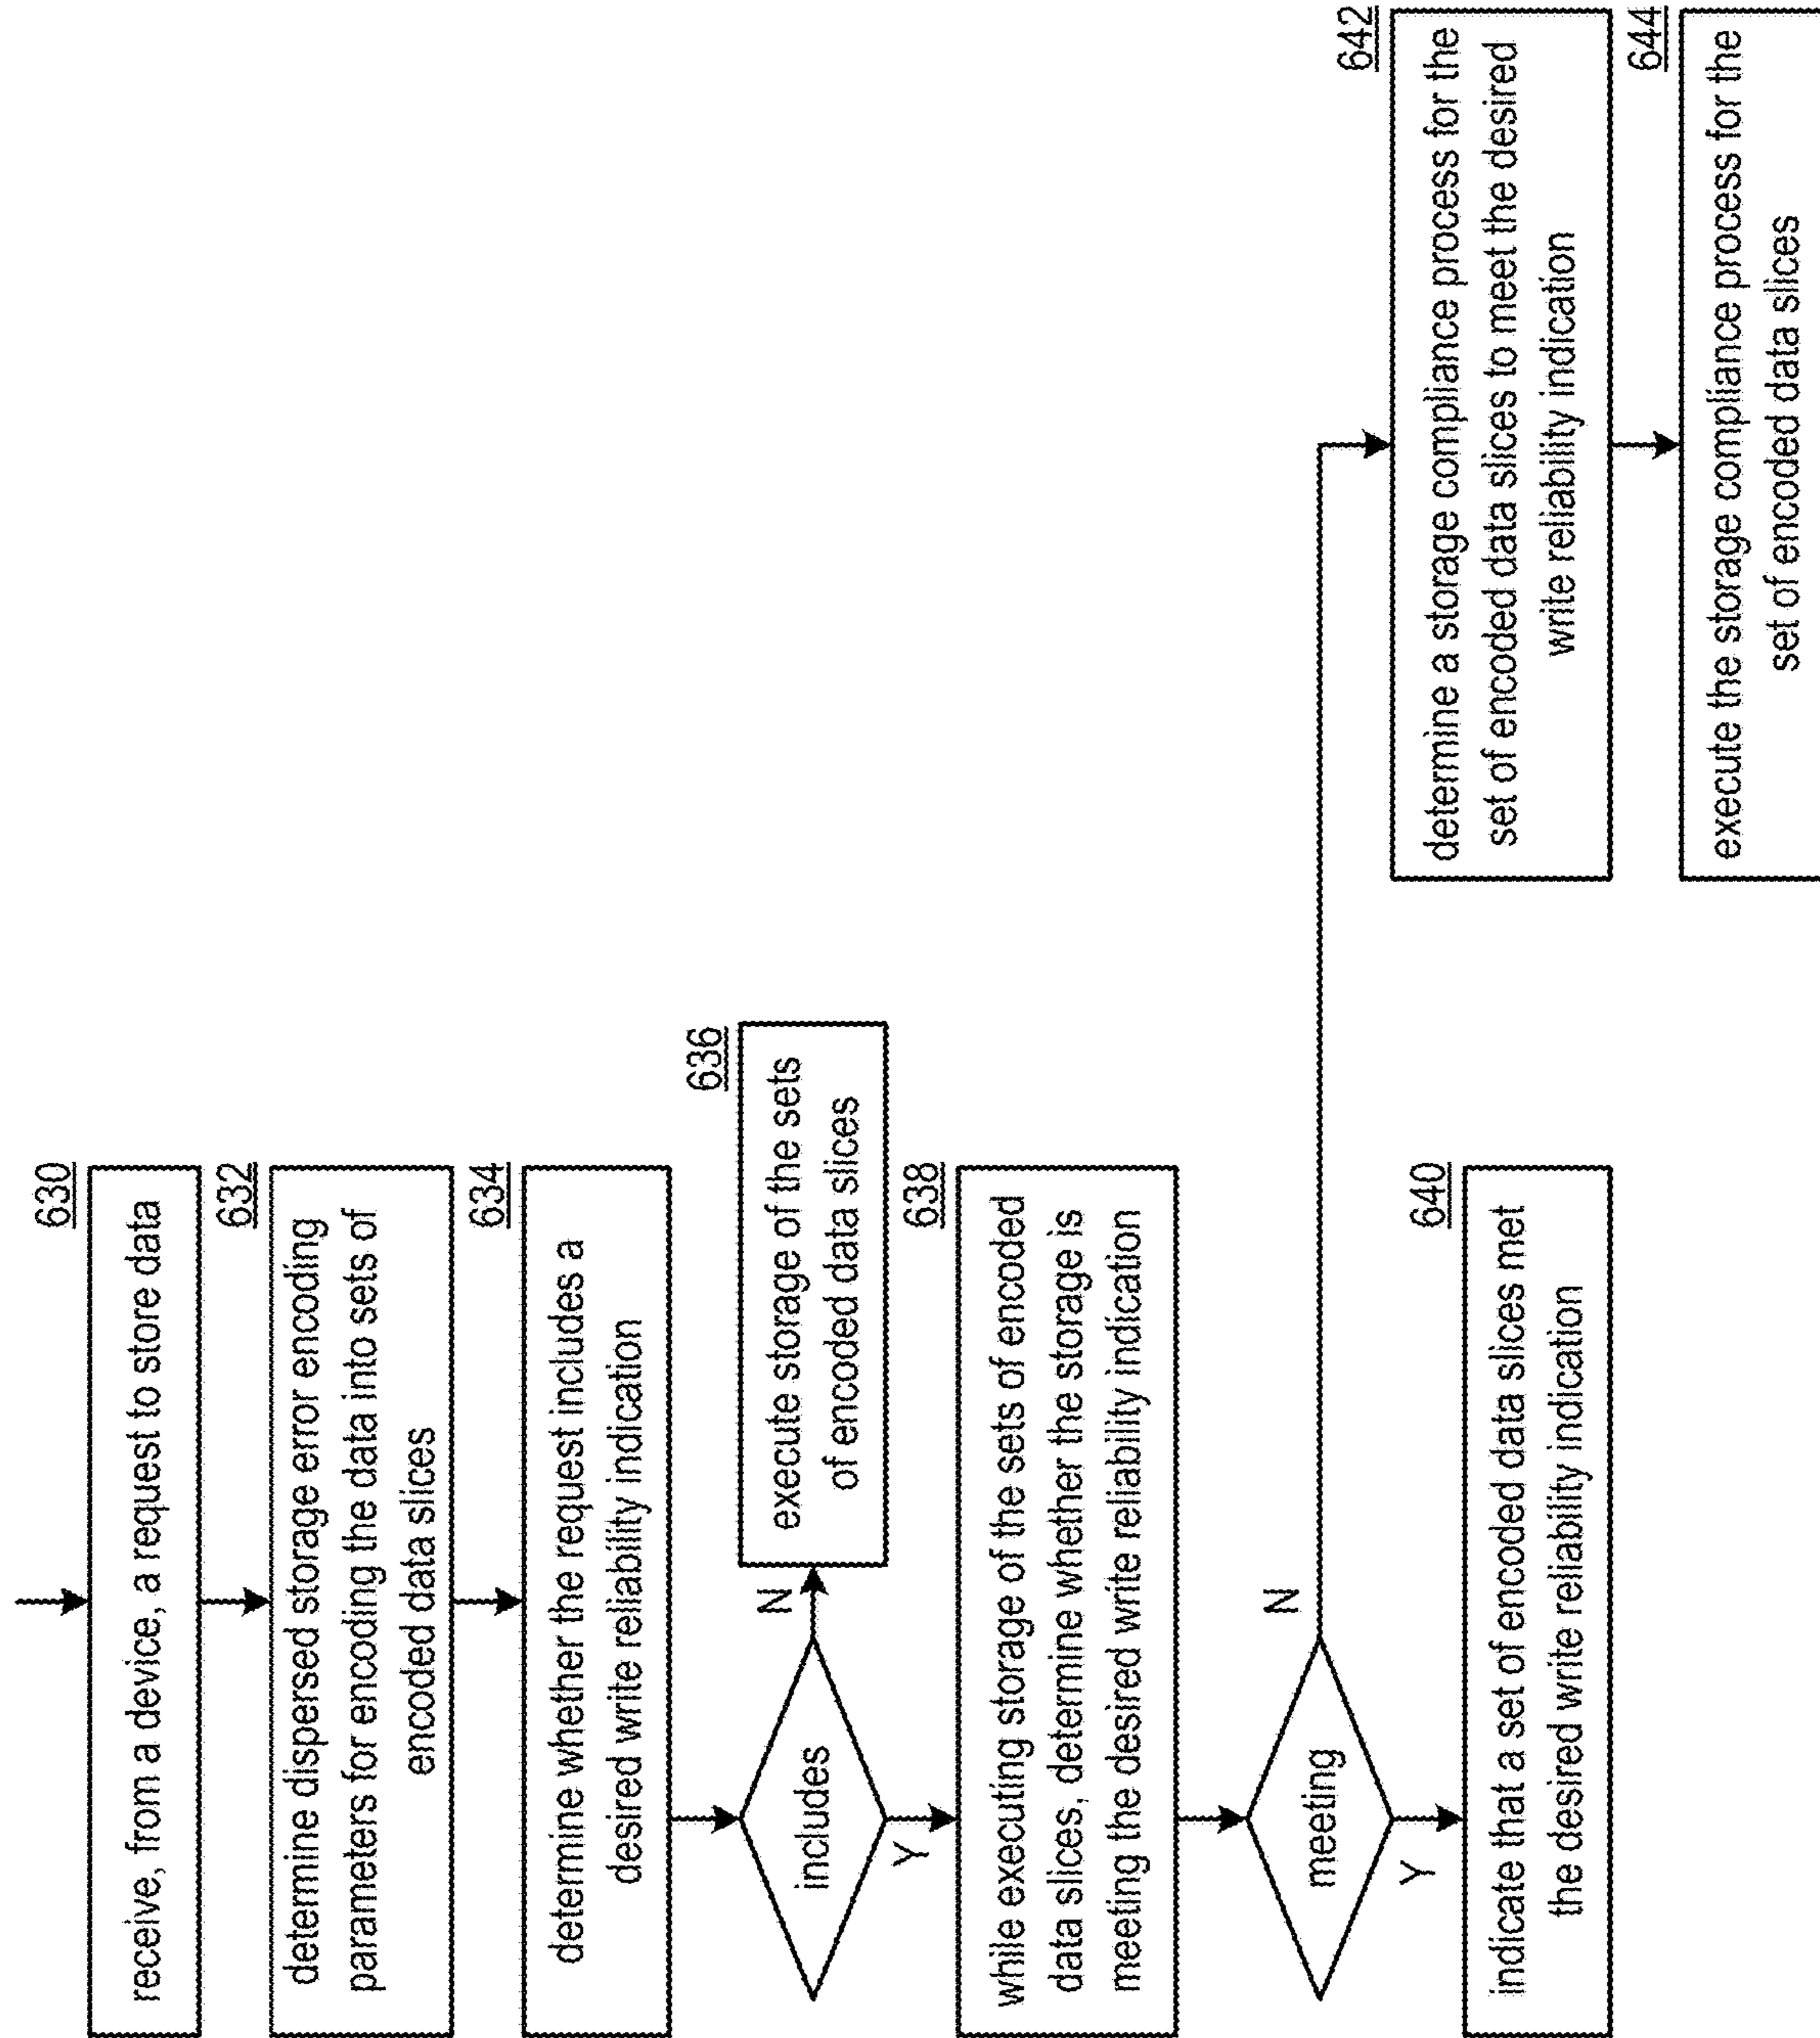 630
receive, from a device, a request to store data
632
determine dispersed storage error encoding
parameters for encoding the data into sets of
encoded data slices
634
determine whether the request includes a
desired write reliability indication
includes
N
Y
636
execute storage of the sets
of encoded data slices
638
while executing storage of the sets of encoded
data slices, determine whether the storage is
meeting the desired write reliability indication
meeting
N
Y
640
indicate that a set of encoded data slices met
the desired write reliability indication
642
determine a storage compliance process for the
set of encoded data slices to meet the desired
write reliability indication
644
execute the storage compliance process for the
set of encoded data slices